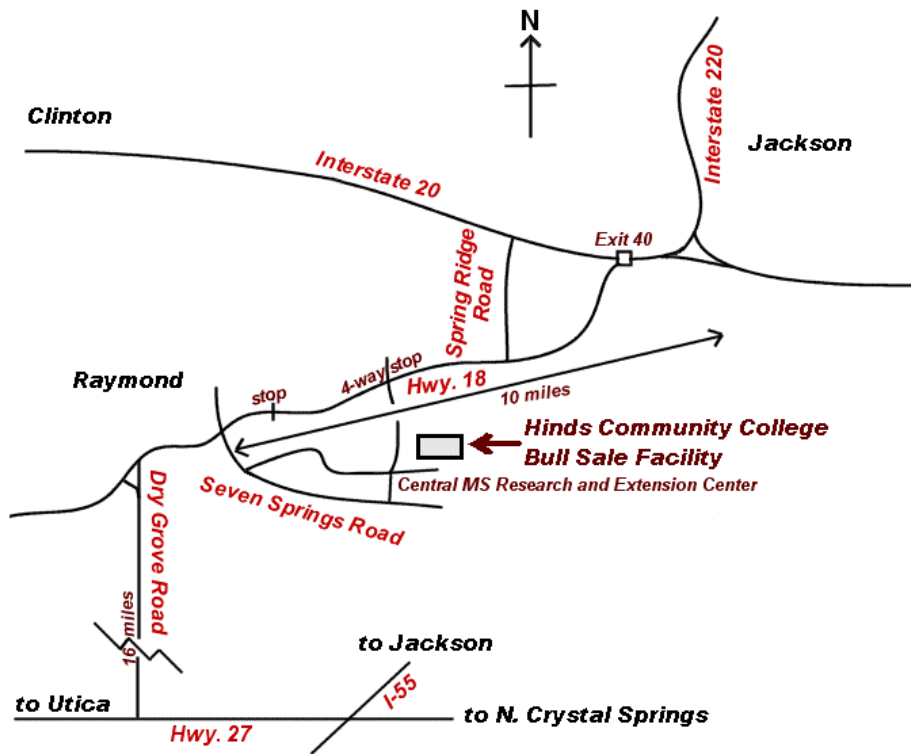 N
Clinton
Interstate 220
Jackson
Interstate 20
Exit 40
Spring Ridge
Road
Raymond
stop
4-way stop
Hwy. 18
10 miles
Hinds Community College
Bull Sale Facility
Central MS Research and Extension Center
Seven Springs Road
Dry Grove Road
16 miles
to Jackson
I-55
to Utica
Hwy. 27
to N. Crystal Springs